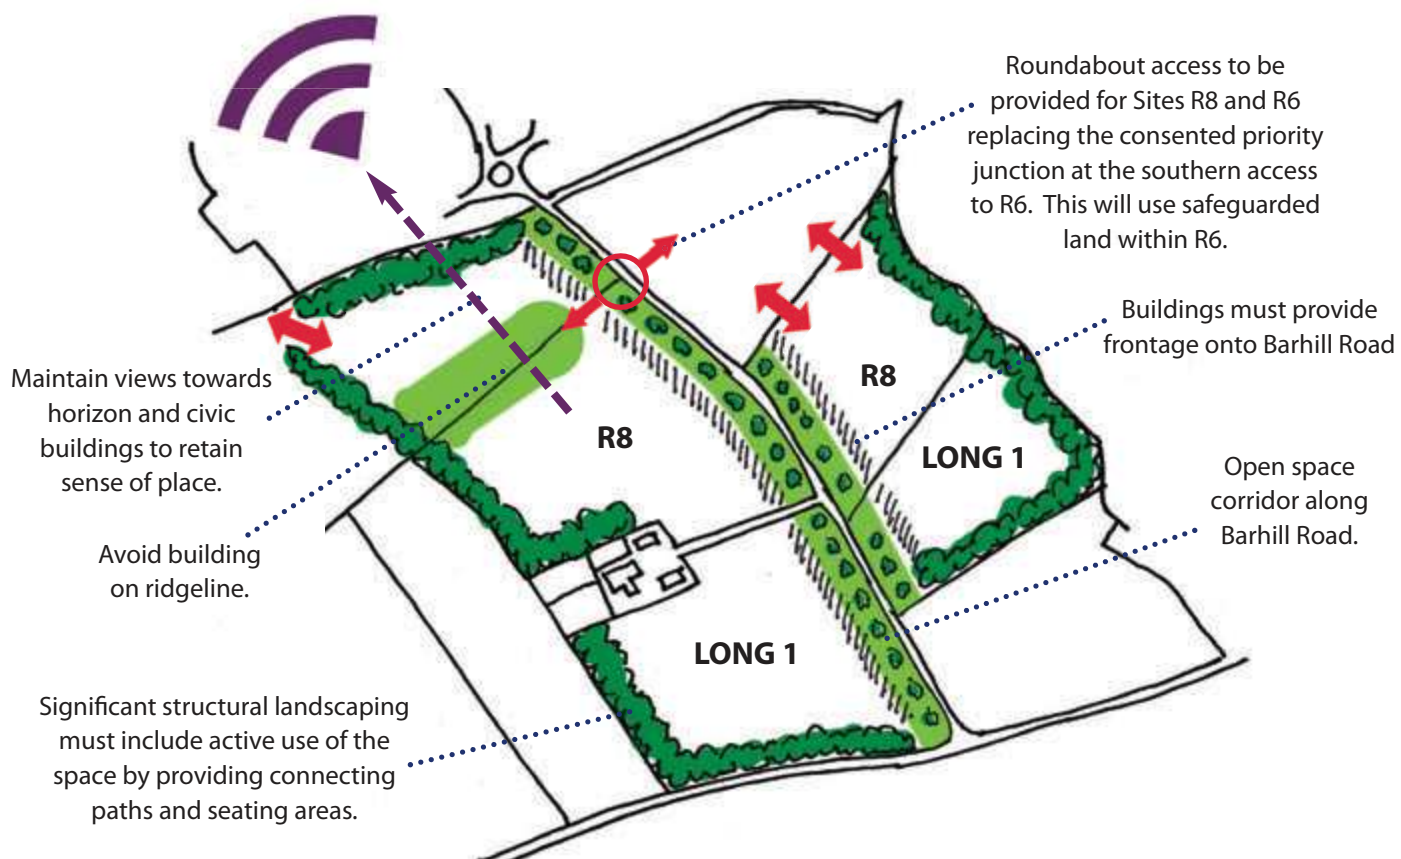 Roundabout access to be
provided for Sites R8 and R6
replacing the consented priority
junction at the southern access
to R6. This will use safeguarded
land within R6.
Buildings must provide
frontage onto Barhill Road
R8
LONG 1
Maintain views towards
horizon and civic
buildings to retain
sense of place.
R8
Open space
corridor along
Barhill Road.
Avoid building
on ridgeline.
LONG 1
Significant structural landscaping
must include active use of the
space by providing connecting
paths and seating areas.